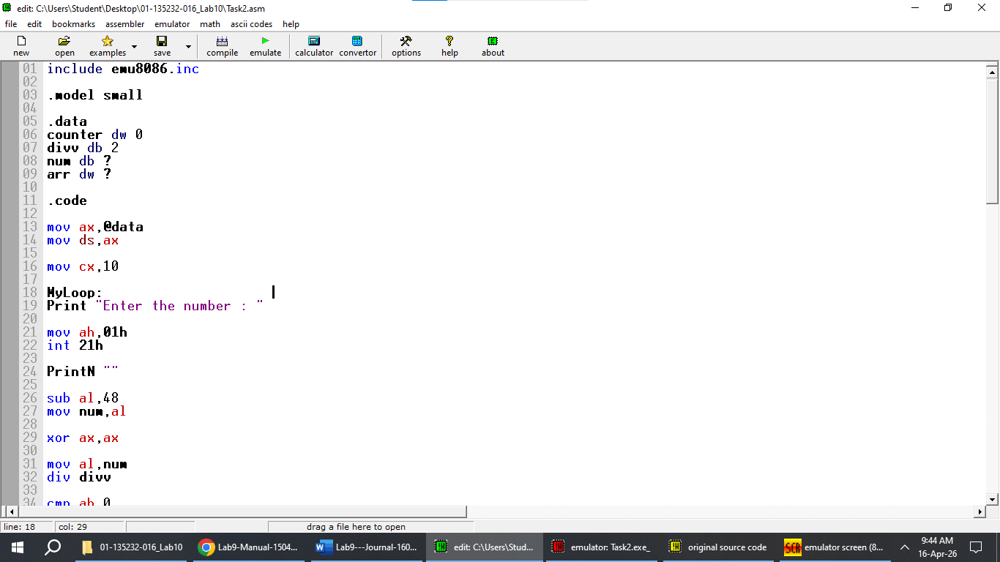 edit: C:\Users\Student\Desktop\01-135232-016_Lab10\Task2.asm
file edit bookmarks assembler emulator math ascii codes help
new open examples save compile emulate calculator convertor options help about
01 include emu8086.inc
02
03 .model small
04
05 .data
06 counter dw 0
07 divv db 2
08 num db ?
09 arr dw ?
10
11 .code
12
13 mov ax,@data
14 mov ds,ax
15
16 mov cx,10
17
18 MyLoop:
19 Print "Enter the number : "
20
21 mov ah,01h
22 int 21h
23
24 PrintN ""
25
26 sub al,48
27 mov num,al
28
29 xor ax,ax
30
31 mov al,num
32 div divv
33
34 cmp ah,0
line: 18 col: 29 drag a file here to open
01-135232-016_Lab10 Lab9-Manual-1504... Lab9---Journal-160... edit: C:\Users\Stud... emulator: Task2.exe_ original source code SCR emulator screen (8... 9:44 AM
16-Apr-26